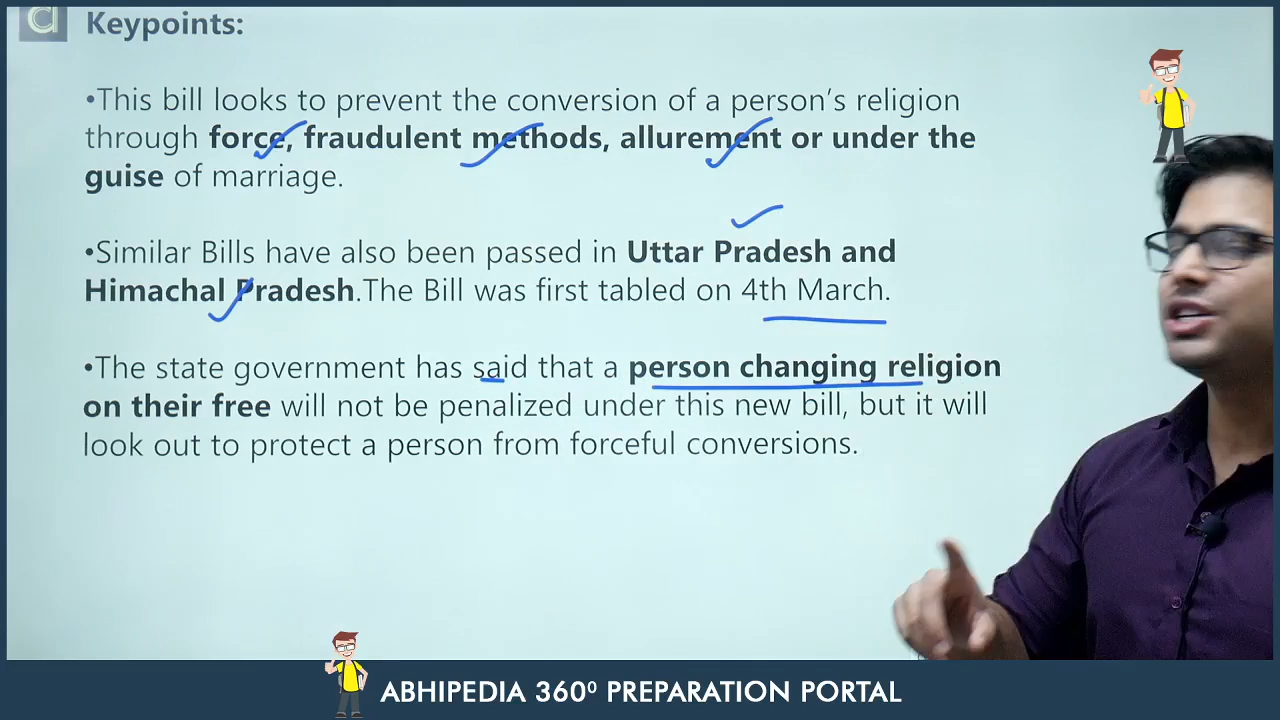 Keypoints:
•This bill looks to prevent the conversion of a person's religion
through force, fraudulent methods, allurement or under the
guise of marriage.
•Similar Bills have also been passed in Uttar Pradesh and
Himachal Pradesh.The Bill was first tabled on 4th March.
•The state government has said that a person changing religion
on their free will not be penalized under this new bill, but it will
look out to protect a person from forceful conversions.
ABHIPEDIA 360⁰ PREPARATION PORTAL